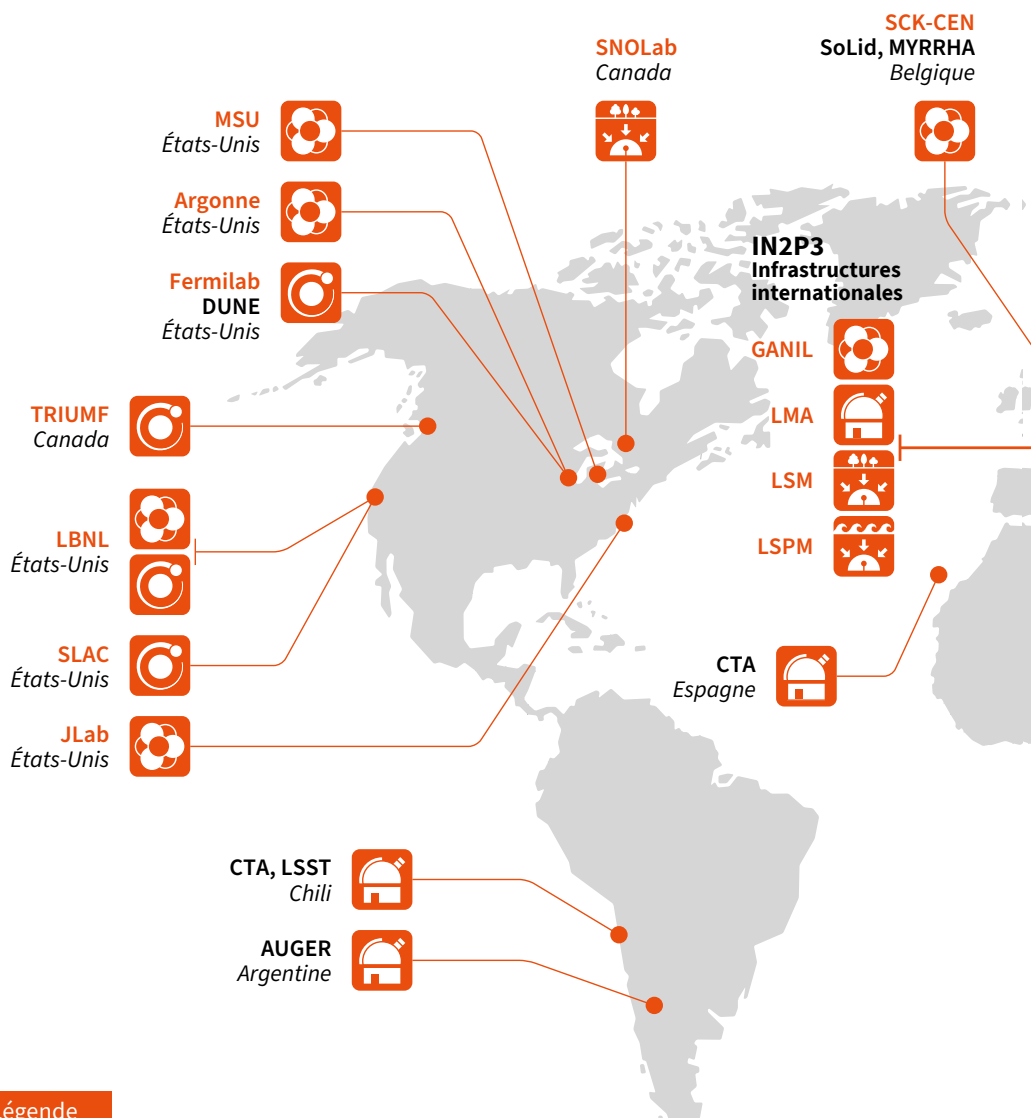 SCK-CEN
SoLid, MYRRHA
Belgique
SNOLab
Canada
MSU
États-Unis
Argonne
États-Unis
Fermilab
DUNE
États-Unis
IN2P3
Infrastructures
internationales
GANIL
LMA
LSM
LSPM
TRIUMF
Canada
LBNL
États-Unis
SLAC
États-Unis
JLab
États-Unis
CTA
Espagne
CTA, LSST
Chili
AUGER
Argentine
égende